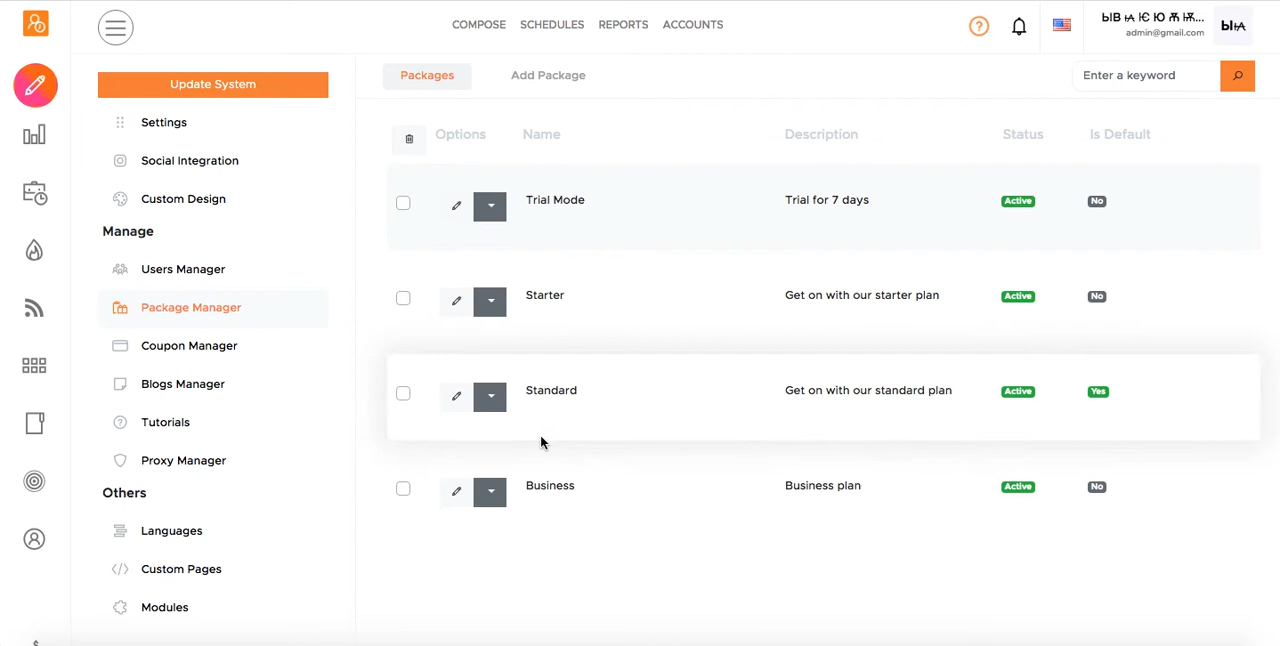 COMPOSE SCHEDULES REPORTS ACCOUNTS
ЫВ ѩ Ѥ Ю Ѫ Ѭ...
admin@gmail.com
Ыѩ
Update System
Settings
Social Integration
Custom Design
Manage
Users Manager
Package Manager
Coupon Manager
Blogs Manager
Tutorials
Proxy Manager
Others
Languages
Custom Pages
Modules
Packages Add Package Enter a keyword
Options Name Description Status Is Default
Trial Mode Trial for 7 days Active No
Starter Get on with our starter plan Active No
Standard Get on with our standard plan Active Yes
Business Business plan Active No